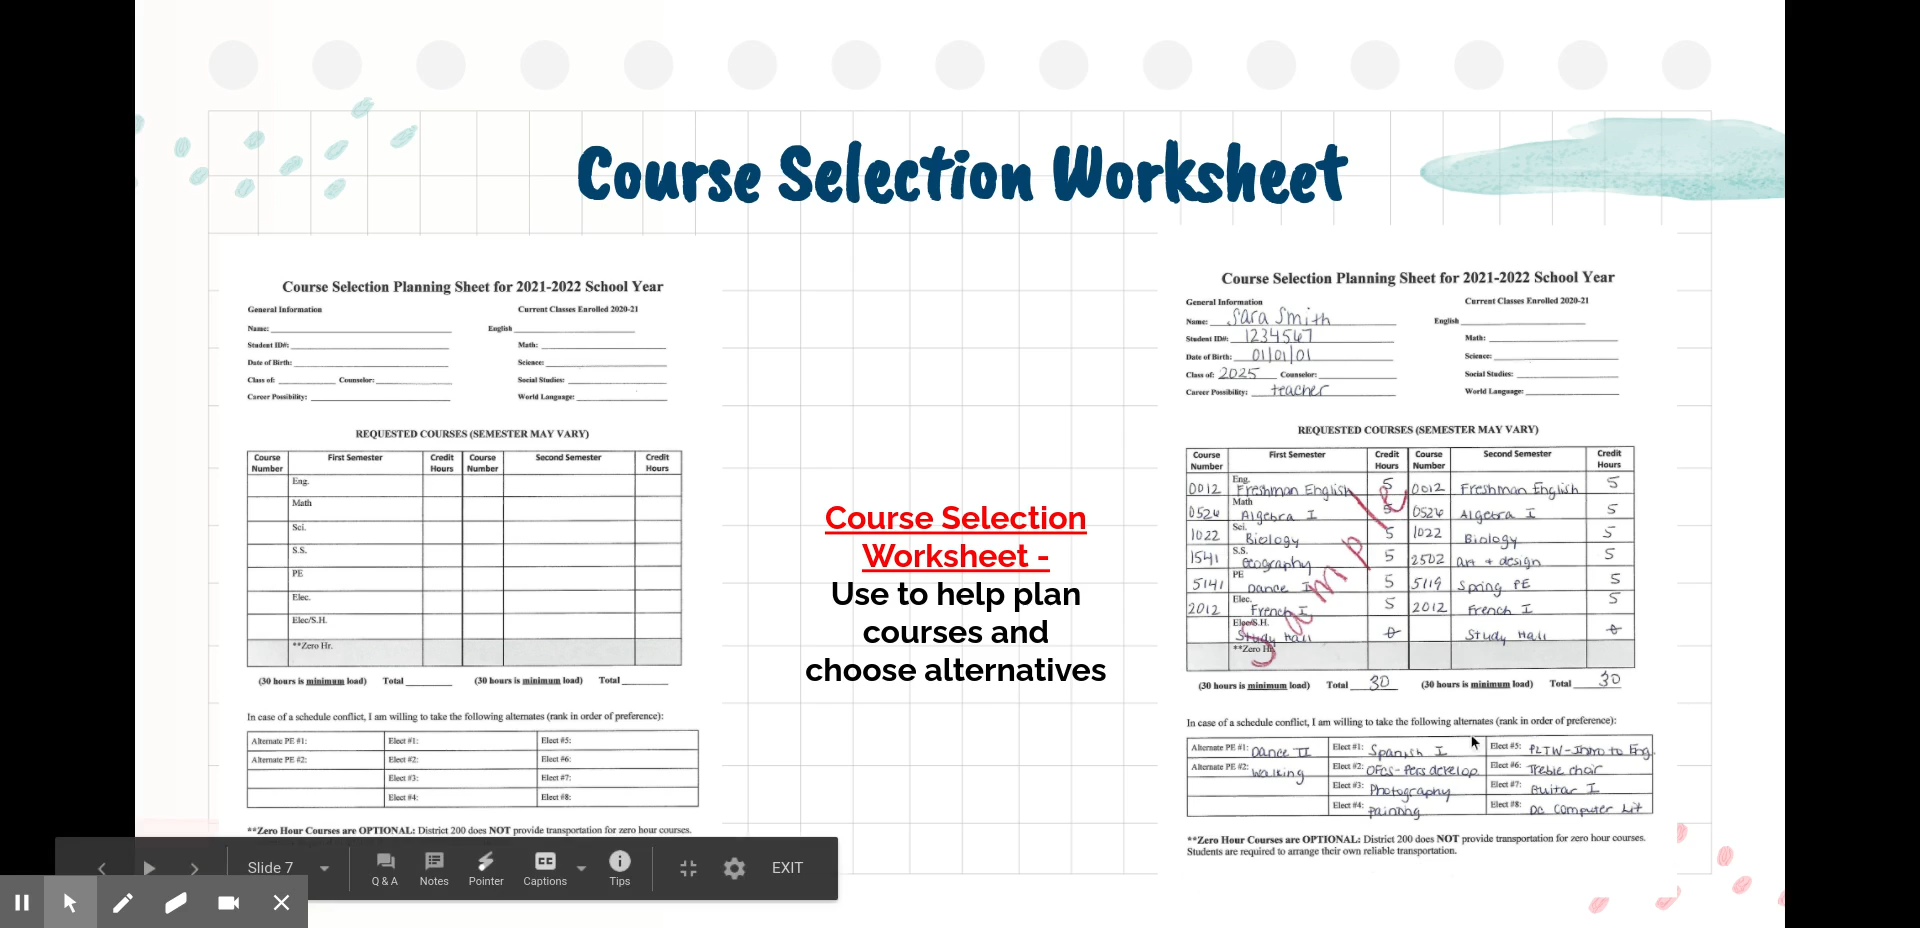 Course Selection Worksheet
Course Selection Planning Sheet for 2021-2022 School Year
General Information Current Classes Enrolled 2020-21
Name: English
Student ID#: Math:
Date of Birth: Science:
Class of: Counselor: Social Studies:
Career Possibility: World Language:
REQUESTED COURSES (SEMESTER MAY VARY)
Course Number First Semester Credit Hours Course Number Second Semester Credit Hours
Eng.
Math
Sci.
S.S.
PE
Elec.
Elec/S.H.
**Zero Hr.
(30 hours is minimum load) Total (30 hours is minimum load) Total
In case of a schedule conflict, I am willing to take the following alternates (rank in order of preference):
Alternate PE #1: Elect #1: Elect #5:
Alternate PE #2: Elect #2: Elect #6:
Elect #3: Elect #7:
Elect #4: Elect #8:
**Zero Hour Courses are OPTIONAL: District 200 does NOT provide transportation for zero hour courses.
Course Selection
Worksheet -
Use to help plan
courses and
choose alternatives
Course Selection Planning Sheet for 2021-2022 School Year
General Information Current Classes Enrolled 2020-21
Name: Sara Smith English
Student ID#: 1234567 Math:
Date of Birth: 01/01/01 Science:
Class of: 2025 Counselor: Social Studies:
Career Possibility: teacher World Language:
REQUESTED COURSES (SEMESTER MAY VARY)
Course Number First Semester Credit Hours Course Number Second Semester Credit Hours
0012 Eng. Freshman English 5 0012 Freshman English 5
0526 Math Algebra I 5 0526 Algebra I 5
1022 Sci. Biology 5 1022 Biology 5
1541 S.S. Geography 5 2502 Art + design 5
5141 PE Dance I 5 5119 Spring PE 5
2012 Elec. French I 5 2012 French I 5
Elec/S.H. Study Hall 0 Study Hall 0
**Zero Hr.
Sample
(30 hours is minimum load) Total 30 (30 hours is minimum load) Total 30
In case of a schedule conflict, I am willing to take the following alternates (rank in order of preference):
Alternate PE #1: Dance II Elect #1: Spanish I Elect #5: PLTW-Intro to Eng.
Alternate PE #2: Walking Elect #2: OFCS-Pers develop Elect #6: Treble choir
Elect #3: Photography Elect #7: Guitar I
Elect #4: Painting Elect #8: DC Computer Lit
**Zero Hour Courses are OPTIONAL: District 200 does NOT provide transportation for zero hour courses.
Students are required to arrange their own reliable transportation.
Slide 7
Q & A Notes Pointer Captions Tips EXIT